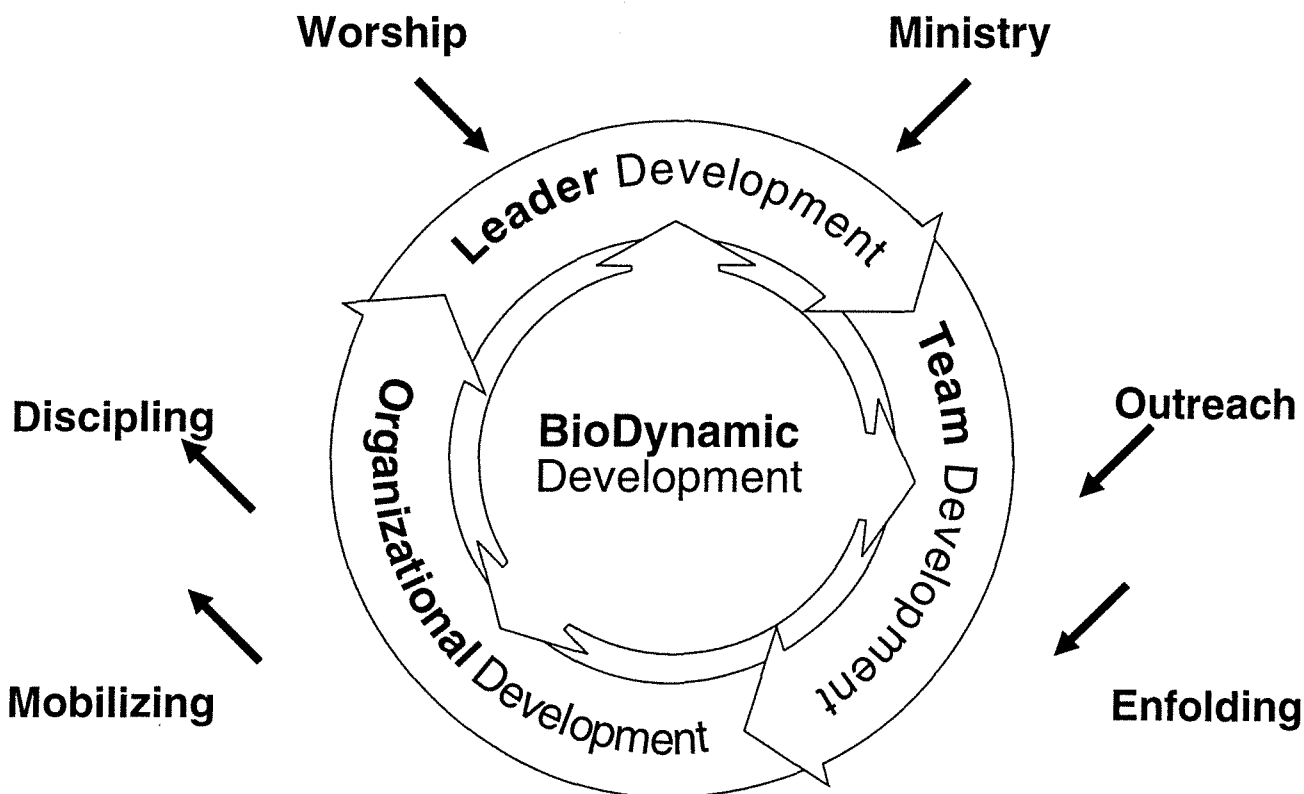 Worship
Ministry
Leader Development
Team Development
Organizational Development
BioDynamic
Development
Discipling
Outreach
Mobilizing
Enfolding